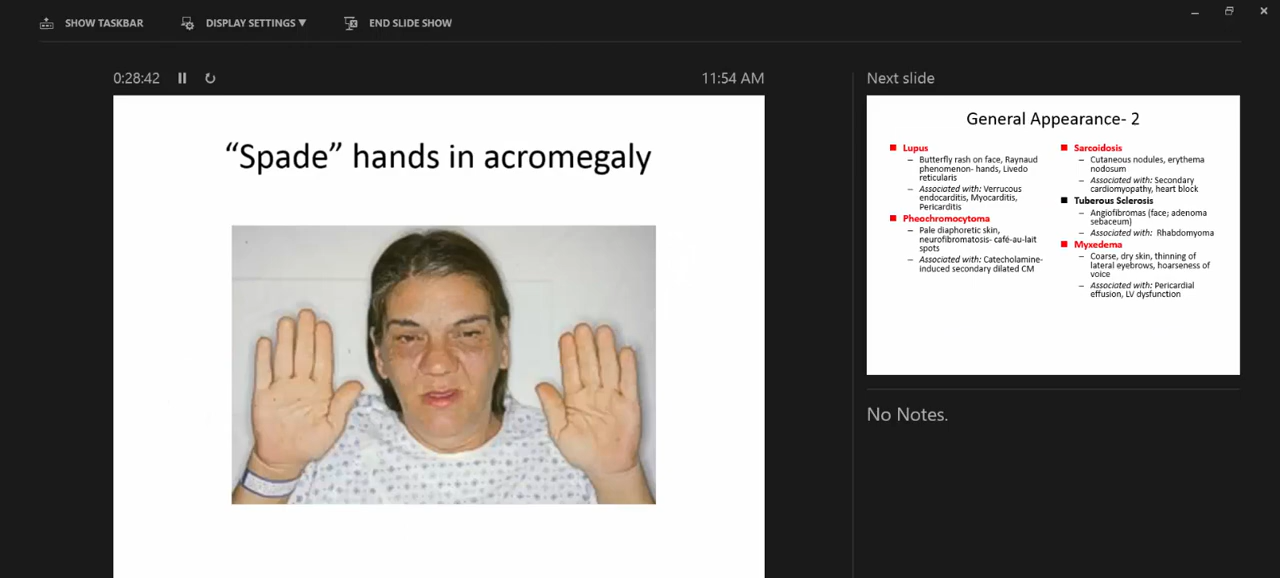 SHOW TASKBAR
DISPLAY SETTINGS ▼
END SLIDE SHOW
0:28:42
11:54 AM
“Spade” hands in acromegaly
Next slide
General Appearance- 2
Lupus
– Butterfly rash on face, Raynaud
phenomenon- hands, Livedo
reticularis
– Associated with: Verrucous
endocarditis, Myocarditis,
Pericarditis
Pheochromycytoma
– Pale diaphoretic skin,
neurofibromatosis- café-au-lait
spots
– Associated with: Catecholamine-
induced secondary dilated CM
Sarcoidosis
– Cutaneous nodules, erythema
nodosum
– Associated with: Secondary
cardiomyopathy, heart block
Tuberous Sclerosis
– Angiofibromas (face; adenoma
sebaceum)
– Associated with: Rhabdomyoma
Myxedema
– Coarse, dry skin, thinning of
lateral eyebrows, hoarseness of
voice
– Associated with: Pericardial
effusion, LV dysfunction
No Notes.